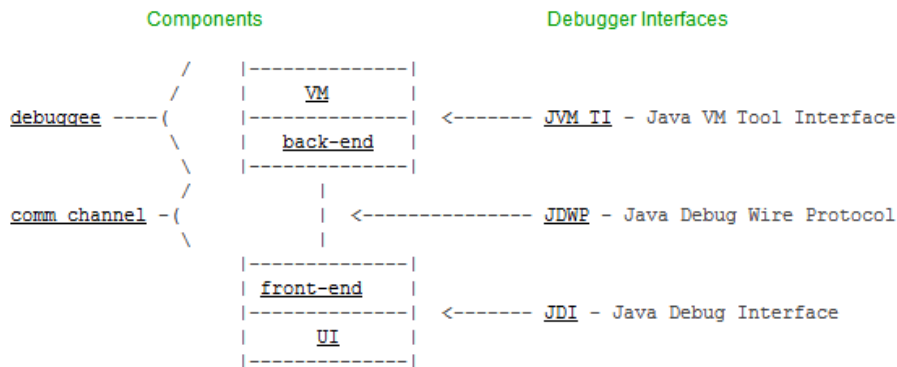 Components Debugger Interfaces
/ |--------------|
/ | VM |
debuggee ----( |--------------| <------- JVM TI - Java VM Tool Interface
\ | back-end |
\ |--------------|
/ |
comm channel -( | <--------------- JDWP - Java Debug Wire Protocol
\ |
|--------------|
| front-end |
|--------------| <------- JDI - Java Debug Interface
| UI |
|--------------|